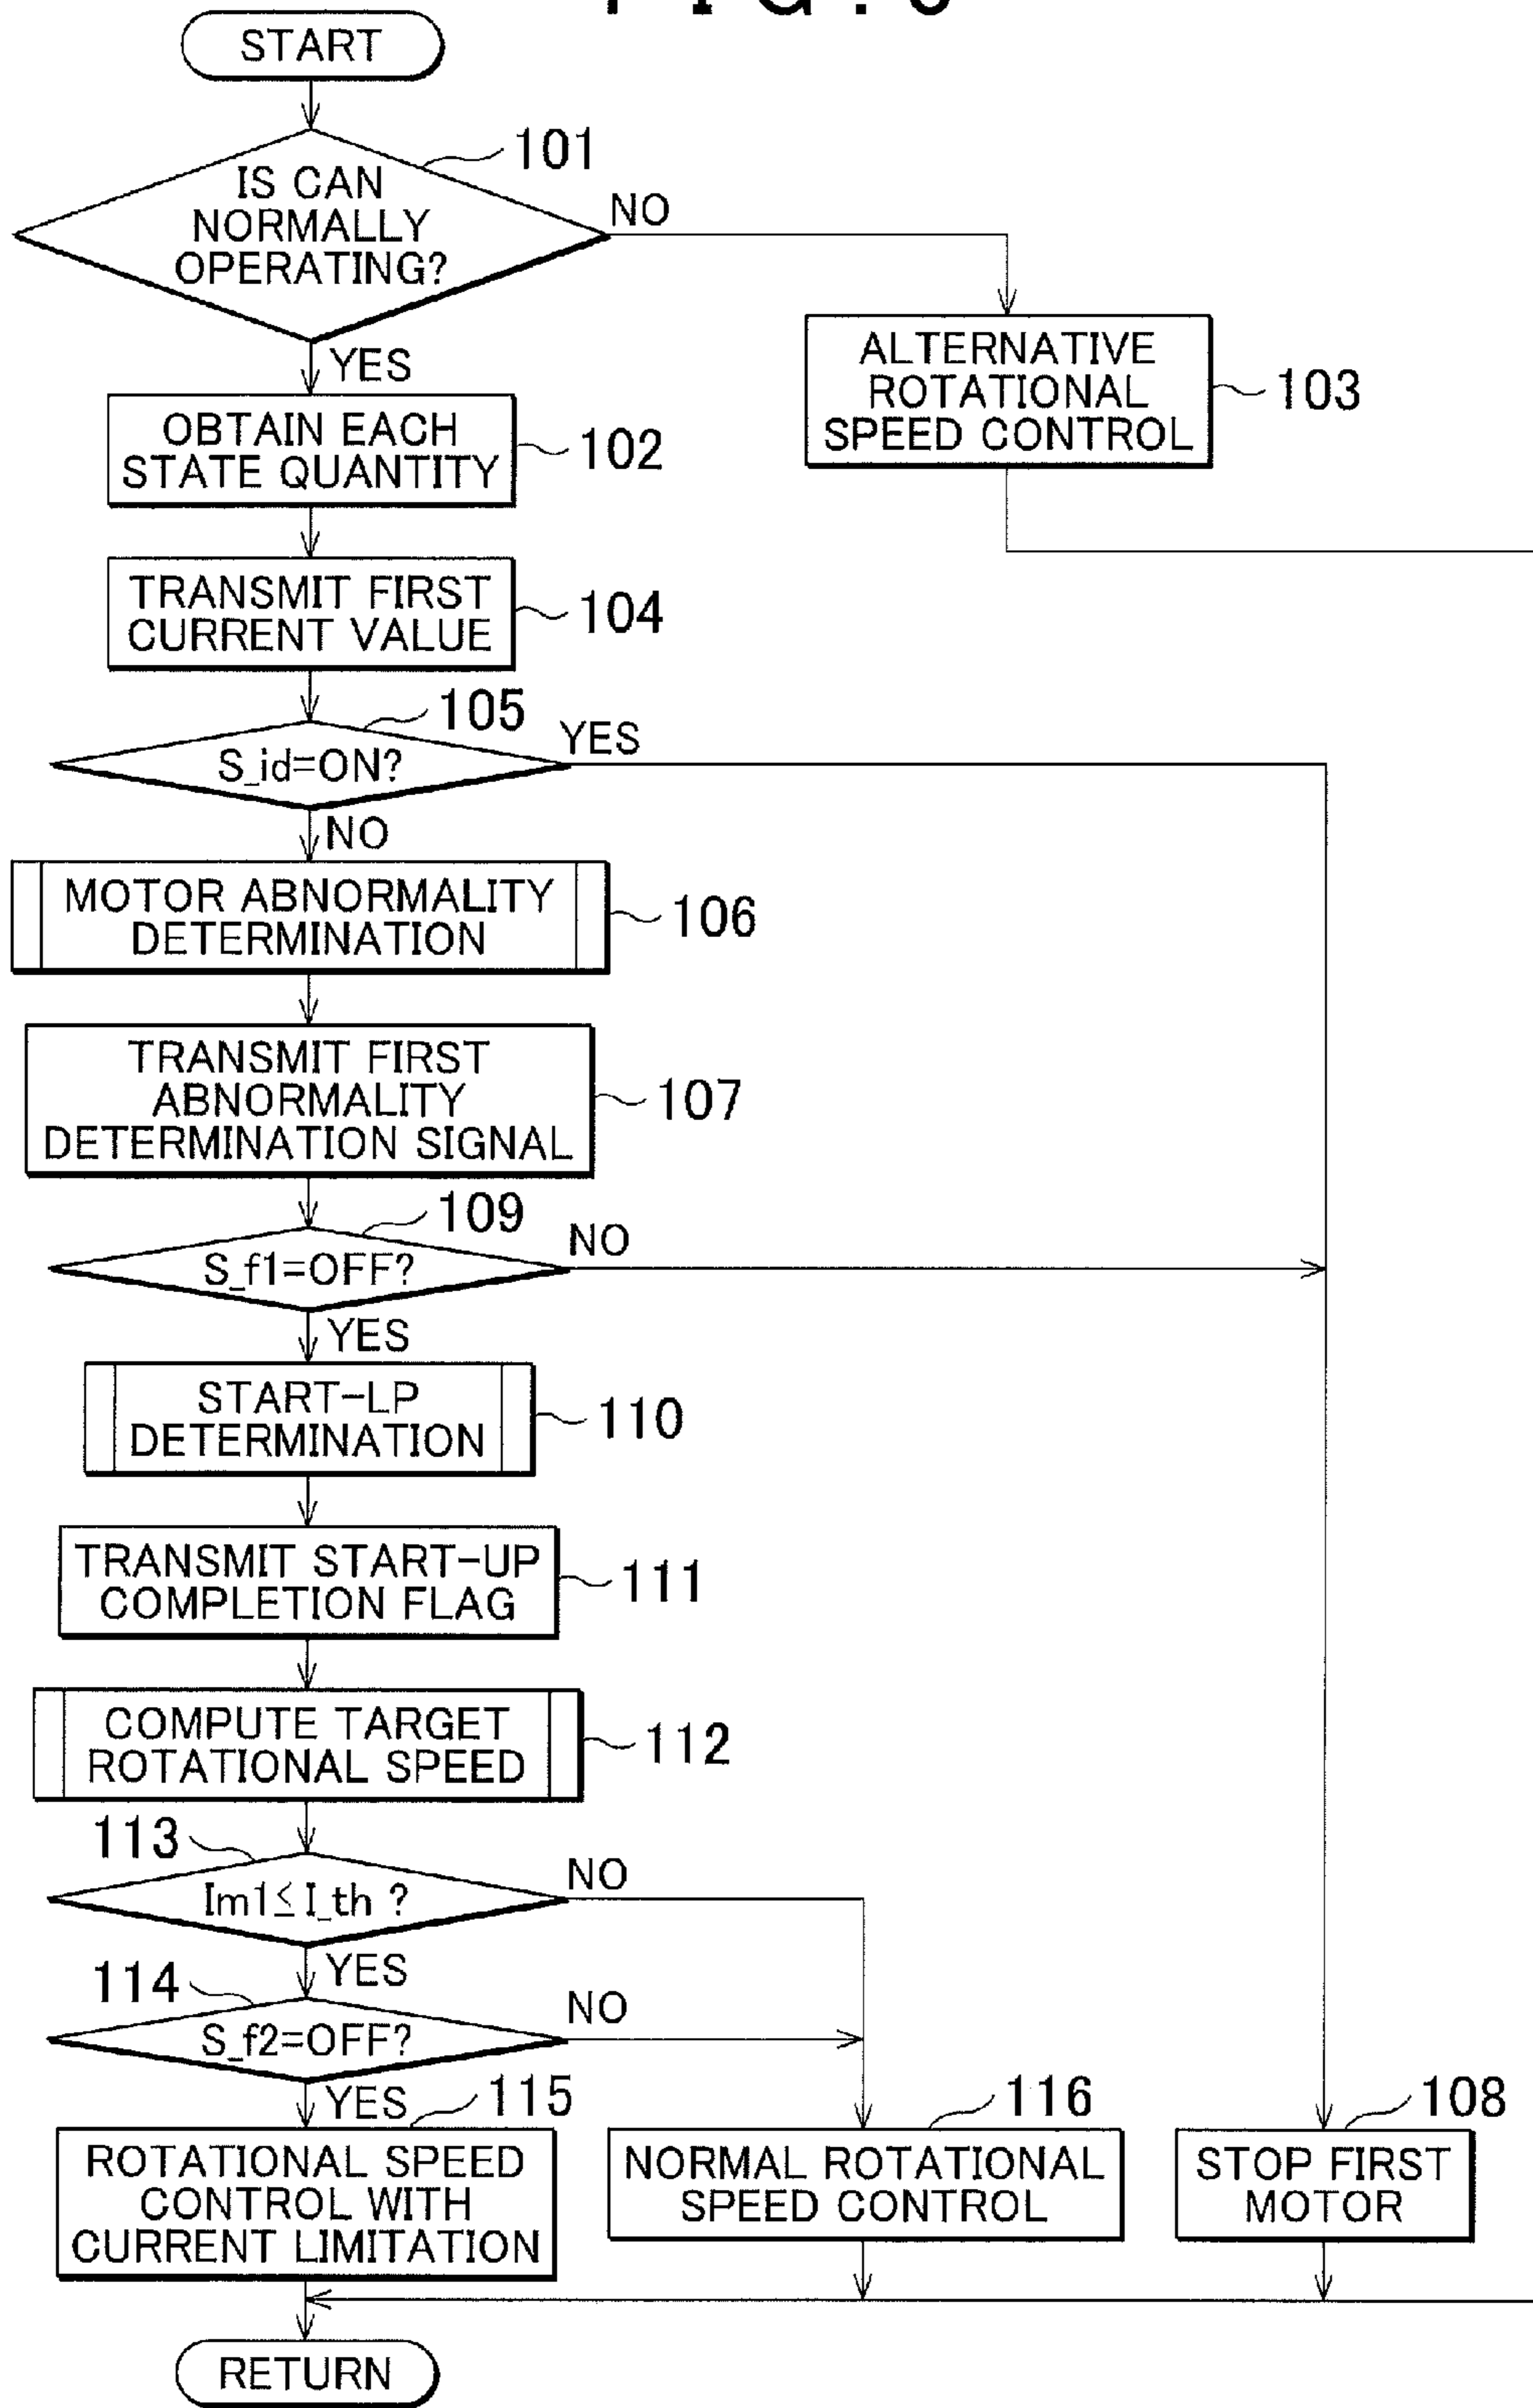 START
101
IS CAN
NORMALLY
OPERATING?
NO
YES
ALTERNATIVE
ROTATIONAL
SPEED CONTROL
103
OBTAIN EACH
STATE QUANTITY
102
TRANSMIT FIRST
CURRENT VALUE
104
105
S_id=ON?
YES
NO
MOTOR ABNORMALITY
DETERMINATION
106
TRANSMIT FIRST
ABNORMALITY
DETERMINATION SIGNAL
107
109
S_f1=OFF?
NO
YES
START-LP
DETERMINATION
110
TRANSMIT START-UP
COMPLETION FLAG
111
COMPUTE TARGET
ROTATIONAL SPEED
112
113
Im1≤I_th ?
NO
YES
114
S_f2=OFF?
NO
YES
115
ROTATIONAL SPEED
CONTROL WITH
CURRENT LIMITATION
116
NORMAL ROTATIONAL
SPEED CONTROL
108
STOP FIRST
MOTOR
RETURN